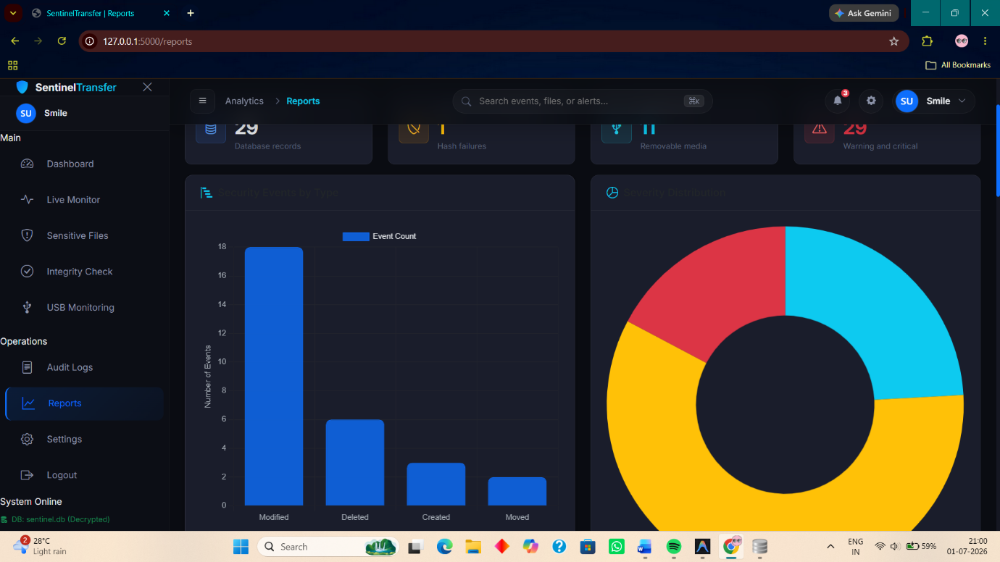 SentinelTransfer | Reports
Ask Gemini
127.0.0.1:5000/reports
All Bookmarks
SentinelTransfer
SU Smile
Main
Dashboard
Live Monitor
Sensitive Files
Integrity Check
USB Monitoring
Operations
Audit Logs
Reports
Settings
Logout
System Online
DB: sentinel.db (Decrypted)
Analytics > Reports
Search events, files, or alerts...
⌘K
3
SU Smile
29
Database records
1
Hash failures
11
Removable media
29
Warning and critical
Security Events by Type
Event Count
Number of Events
18
16
14
12
10
8
6
4
2
0
Modified Deleted Created Moved
Severity Distribution
2
28°C
Light rain
Search
ENG
IN
59%
21:00
01-07-2026